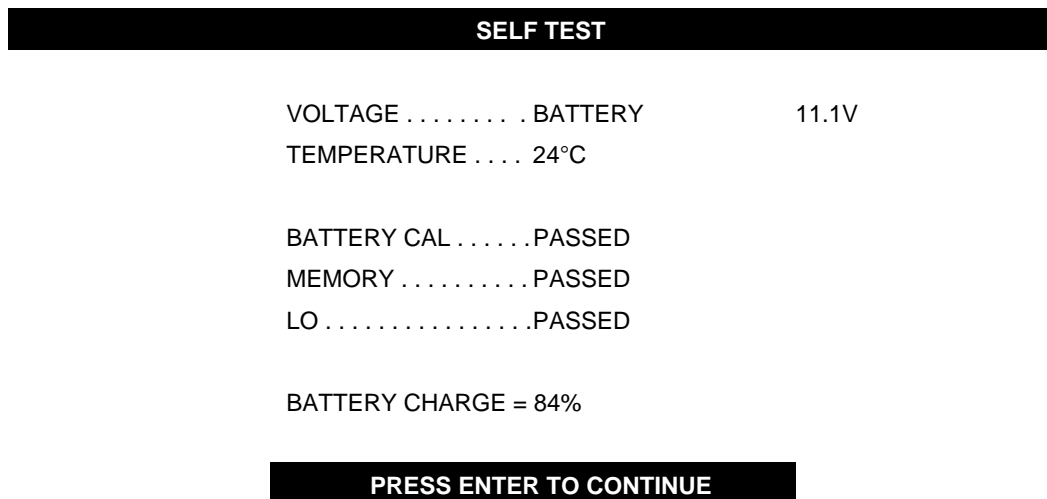 SELF TEST
VOLTAGE . . . . . . . . . BATTERY 11.1V
TEMPERATURE . . . . 24°C
BATTERY CAL . . . . . . PASSED
MEMORY . . . . . . . . . . PASSED
LO . . . . . . . . . . . . . . . . PASSED
BATTERY CHARGE = 84%
PRESS ENTER TO CONTINUE